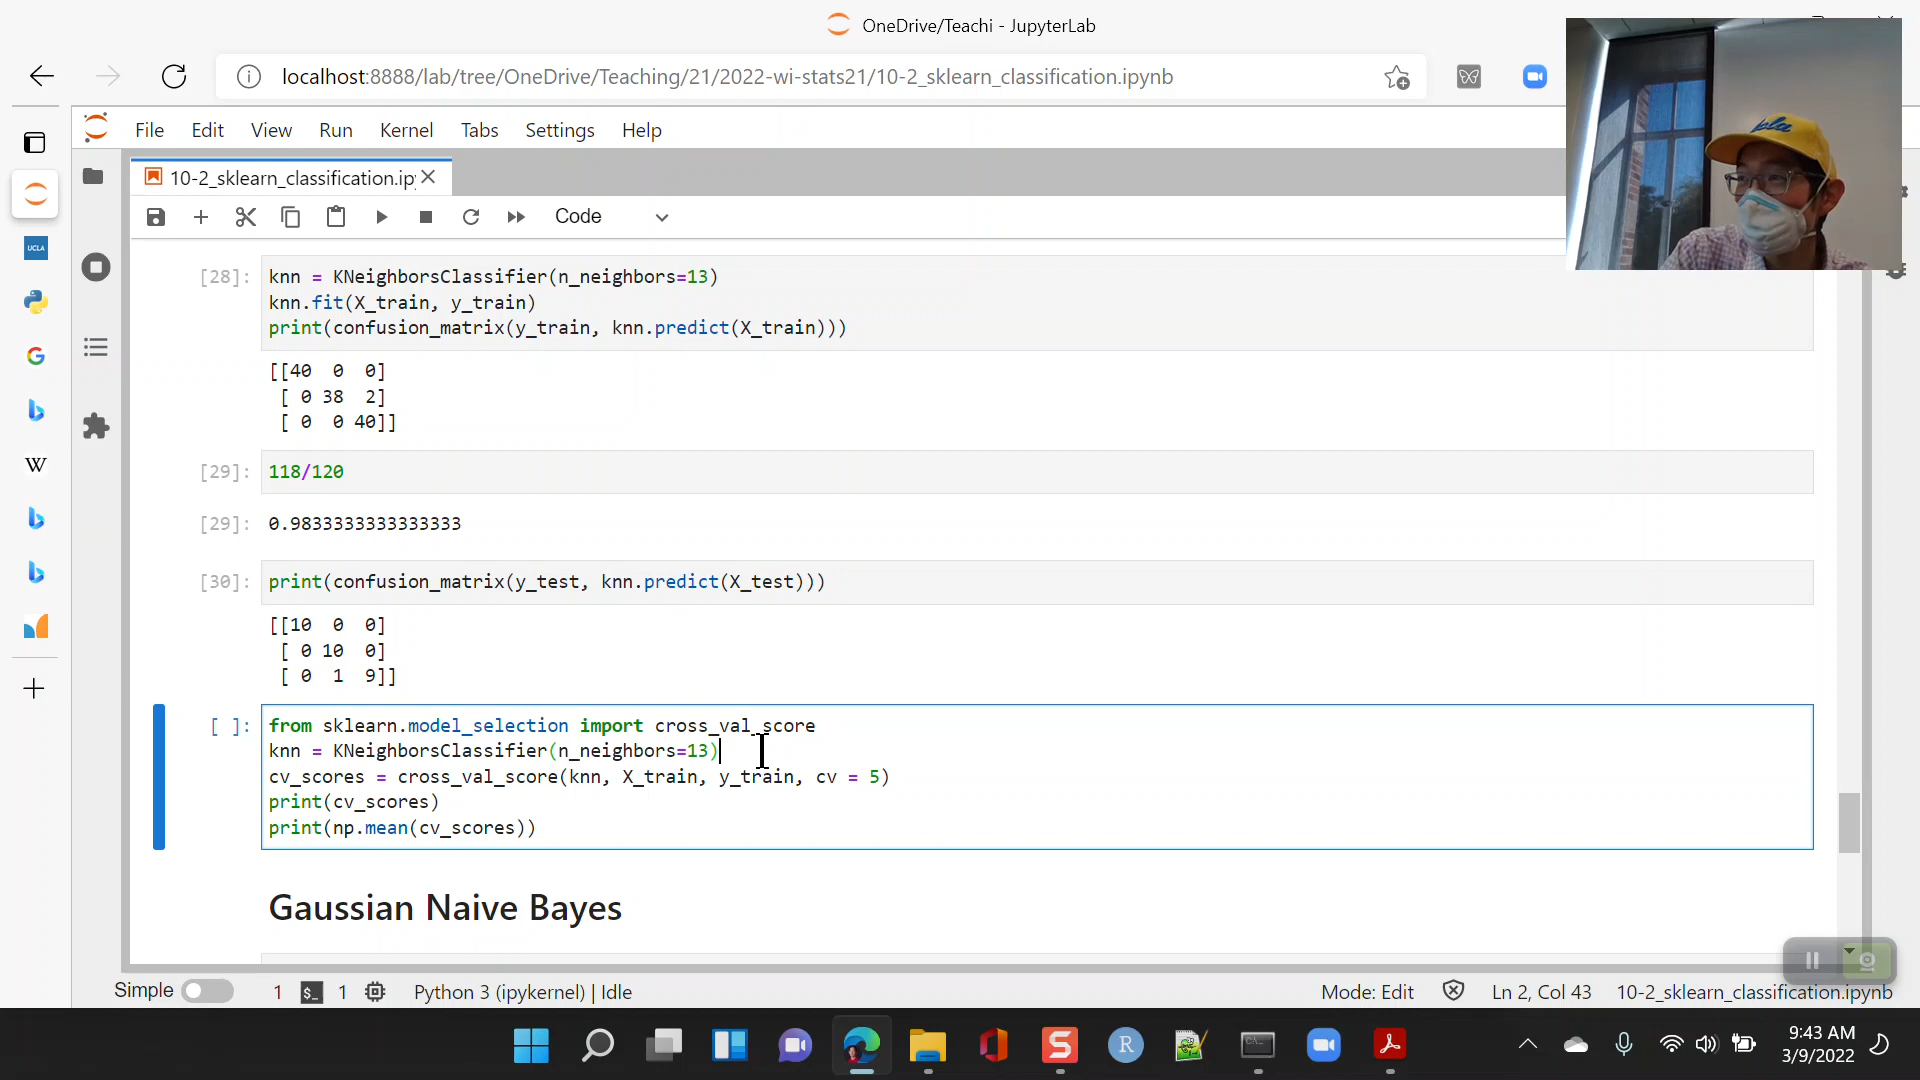 OneDrive/Teachi - JupyterLab
localhost:8888/lab/tree/OneDrive/Teaching/21/2022-wi-stats21/10-2_sklearn_classification.ipynb
File Edit View Run Kernel Tabs Settings Help
10-2_sklearn_classification.ip
Code
UCLA
[28]: knn = KNeighborsClassifier(n_neighbors=13)
knn.fit(X_train, y_train)
print(confusion_matrix(y_train, knn.predict(X_train)))
[[40 0 0]
[ 0 38 2]
[ 0 0 40]]
[29]: 118/120
[29]: 0.9833333333333333
[30]: print(confusion_matrix(y_test, knn.predict(X_test)))
[[10 0 0]
[ 0 10 0]
[ 0 1 9]]
[ ]: from sklearn.model_selection import cross_val_score
knn = KNeighborsClassifier(n_neighbors=13)
cv_scores = cross_val_score(knn, X_train, y_train, cv = 5)
print(cv_scores)
print(np.mean(cv_scores))
Gaussian Naive Bayes
Simple 1 $_ 1 Python 3 (ipykernel) | Idle Mode: Edit Ln 2, Col 43 10-2_sklearn_classification.ipynb
9:43 AM
3/9/2022